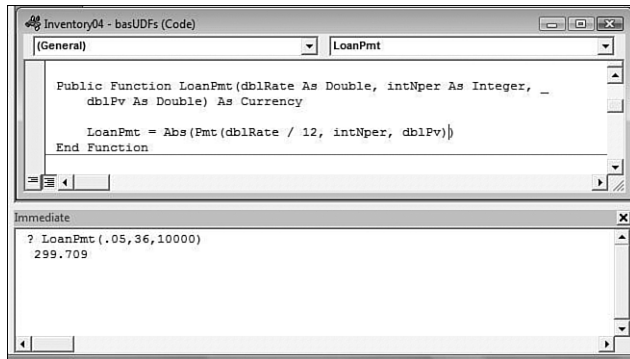 Inventory04 - basUDFs (Code)
(General) LoanPmt
Public Function LoanPmt(dblRate As Double, intNper As Integer, _
dblPv As Double) As Currency
LoanPmt = Abs(Pmt(dblRate / 12, intNper, dblPv))
End Function
Immediate
? LoanPmt(.05,36,10000)
299.709